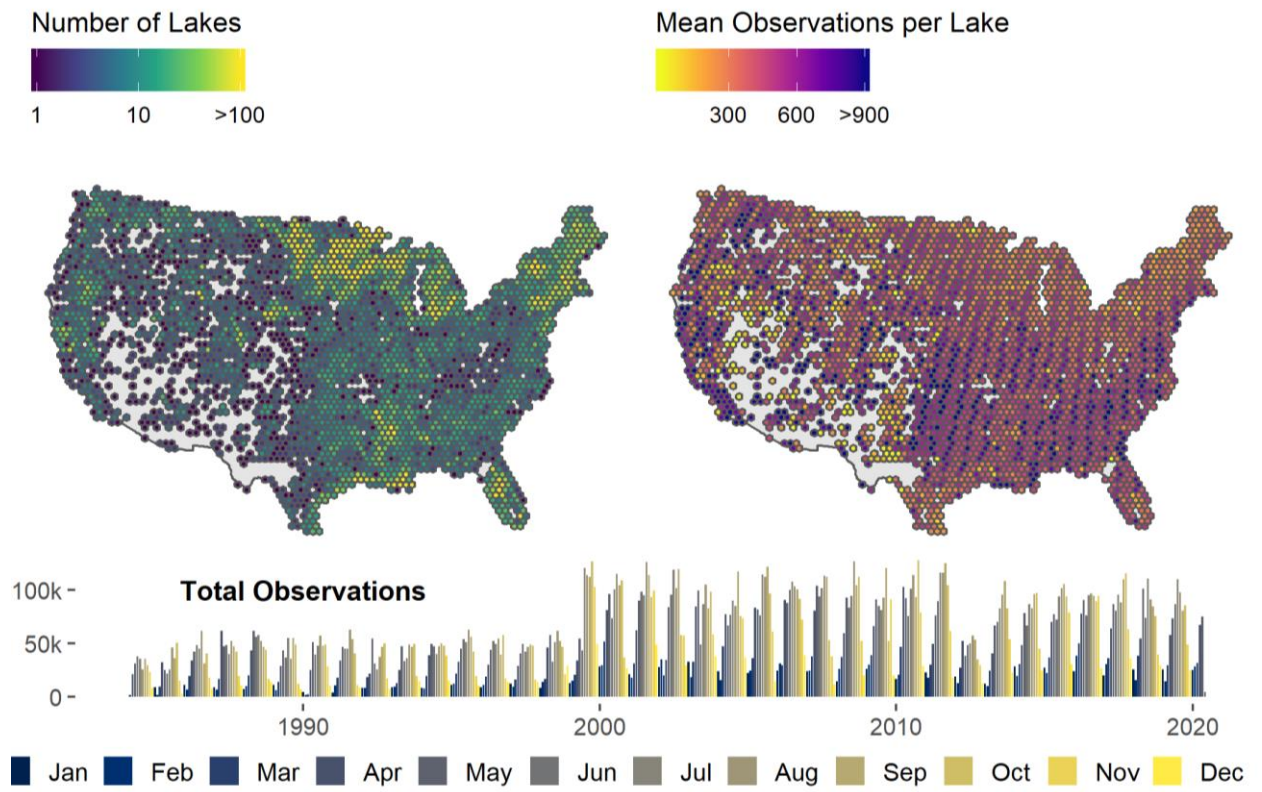 Number of Lakes
1 10 >100
Mean Observations per Lake
300 600 >900
Total Observations
100k
50k
0
1990 2000 2010 2020
Jan Feb Mar Apr May Jun Jul Aug Sep Oct Nov Dec